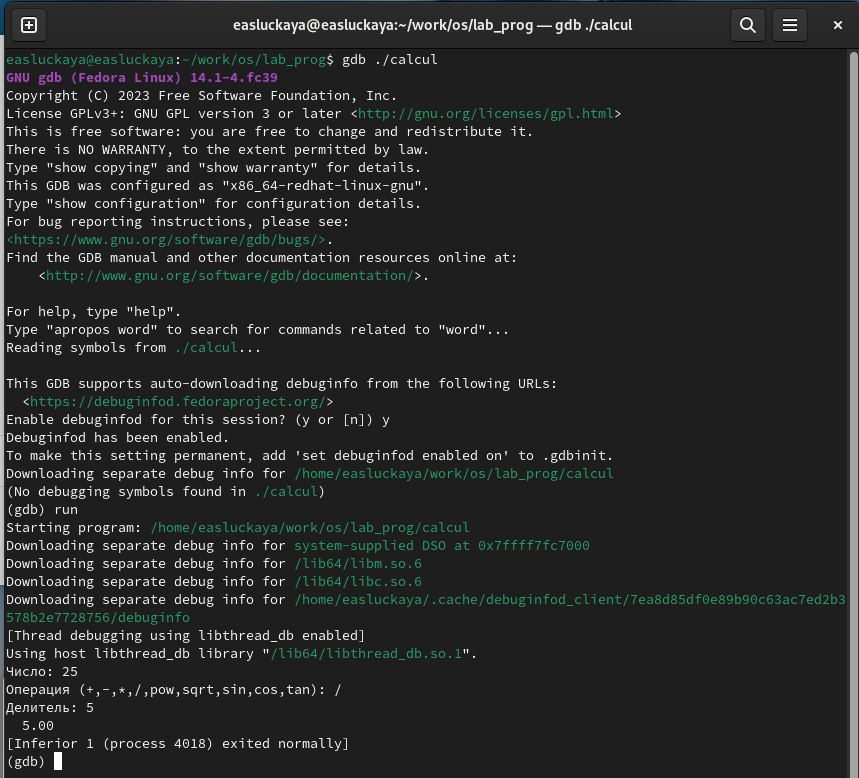 easluckaya@easluckaya:~/work/os/lab_prog — gdb ./calcul
easluckaya@easluckaya:~/work/os/lab_prog$ gdb ./calcul
GNU gdb (Fedora Linux) 14.1-4.fc39
Copyright (C) 2023 Free Software Foundation, Inc.
License GPLv3+: GNU GPL version 3 or later <http://gnu.org/licenses/gpl.html>
This is free software: you are free to change and redistribute it.
There is NO WARRANTY, to the extent permitted by law.
Type "show copying" and "show warranty" for details.
This GDB was configured as "x86_64-redhat-linux-gnu".
Type "show configuration" for configuration details.
For bug reporting instructions, please see:
<https://www.gnu.org/software/gdb/bugs/>.
Find the GDB manual and other documentation resources online at:
    <http://www.gnu.org/software/gdb/documentation/>.

For help, type "help".
Type "apropos word" to search for commands related to "word"...
Reading symbols from ./calcul...

This GDB supports auto-downloading debuginfo from the following URLs:
  <https://debuginfod.fedoraproject.org/>
Enable debuginfod for this session? (y or [n]) y
Debuginfod has been enabled.
To make this setting permanent, add 'set debuginfod enabled on' to .gdbinit.
Downloading separate debug info for /home/easluckaya/work/os/lab_prog/calcul
(No debugging symbols found in ./calcul)
(gdb) run
Starting program: /home/easluckaya/work/os/lab_prog/calcul
Downloading separate debug info for system-supplied DSO at 0x7ffff7fc7000
Downloading separate debug info for /lib64/libm.so.6
Downloading separate debug info for /lib64/libc.so.6
Downloading separate debug info for /home/easluckaya/.cache/debuginfod_client/7ea8d85df0e89b90c63ac7ed2b3
578b2e7728756/debuginfo
[Thread debugging using libthread_db enabled]
Using host libthread_db library "/lib64/libthread_db.so.1".
Число: 25
Операция (+,-,*,/,pow,sqrt,sin,cos,tan): /
Делитель: 5
  5.00
[Inferior 1 (process 4018) exited normally]
(gdb)